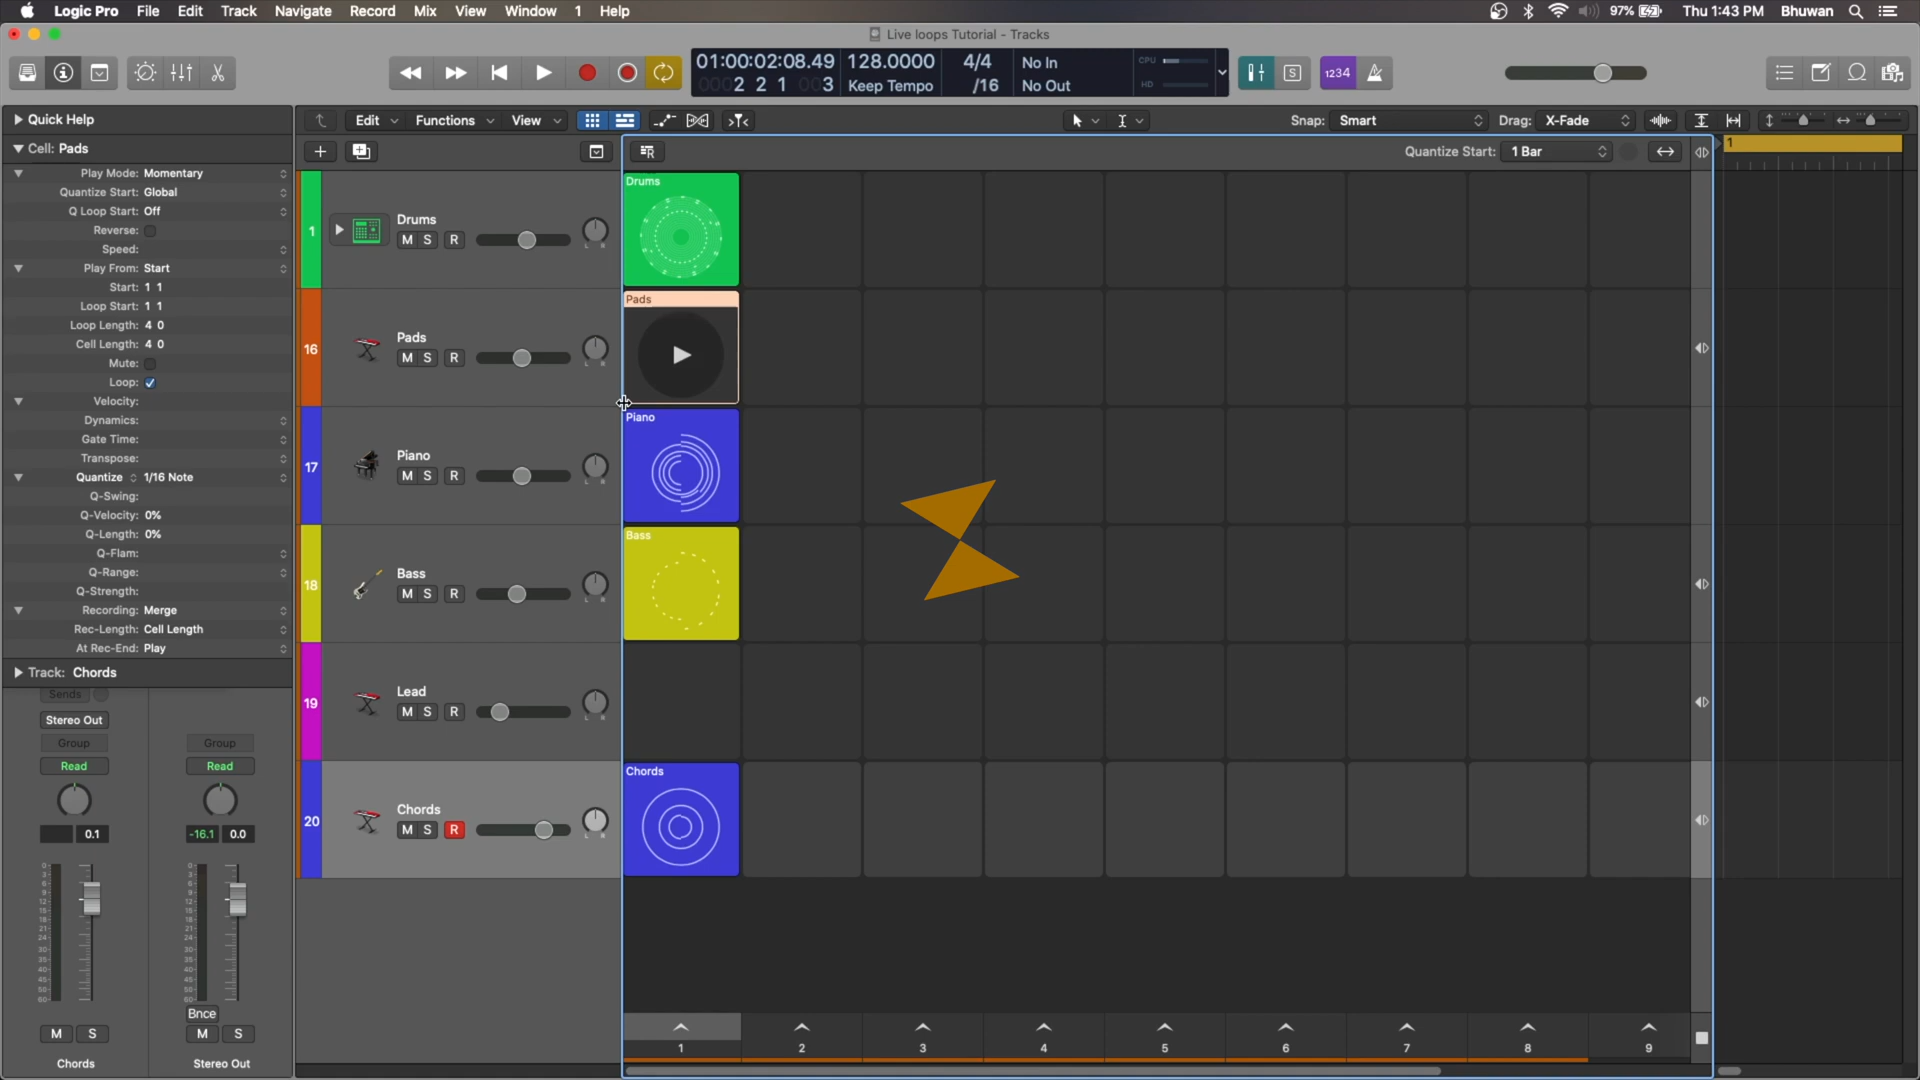 Logic Pro File Edit Track Navigate Record Mix View Window 1 Help
97% Thu 1:43 PM Bhuwan
Live loops Tutorial - Tracks
01:00:02:08.49 128.0000 4/4 No In CPU
0002 2 1 003 Keep Tempo /16 No Out HD
S 1234
Quick Help
Edit Functions View
Snap: Smart Drag: X-Fade
Cell: Pads
Quantize Start: 1 Bar
1
Play Mode: Momentary
Quantize Start: Global
Q Loop Start: Off
Reverse:
Speed:
Play From: Start
Start: 1 1
Loop Start: 1 1
Loop Length: 4 0
Cell Length: 4 0
Mute:
Loop:
Velocity:
Dynamics:
Gate Time:
Transpose:
Quantize 1/16 Note
Q-Swing:
Q-Velocity: 0%
Q-Length: 0%
Q-Flam:
Q-Range:
Q-Strength:
Recording: Merge
Rec-Length: Cell Length
At Rec-End: Play
Track: Chords
Sends
Stereo Out
Group Group
Read Read
0.1 -16.1 0.0
Bnce
M S M S
Chords Stereo Out
1 Drums
M S R
Drums
16 Pads
M S R
Pads
17 Piano
M S R
Piano
18 Bass
M S R
Bass
19 Lead
M S R
20 Chords
M S R
Chords
1 2 3 4 5 6 7 8 9